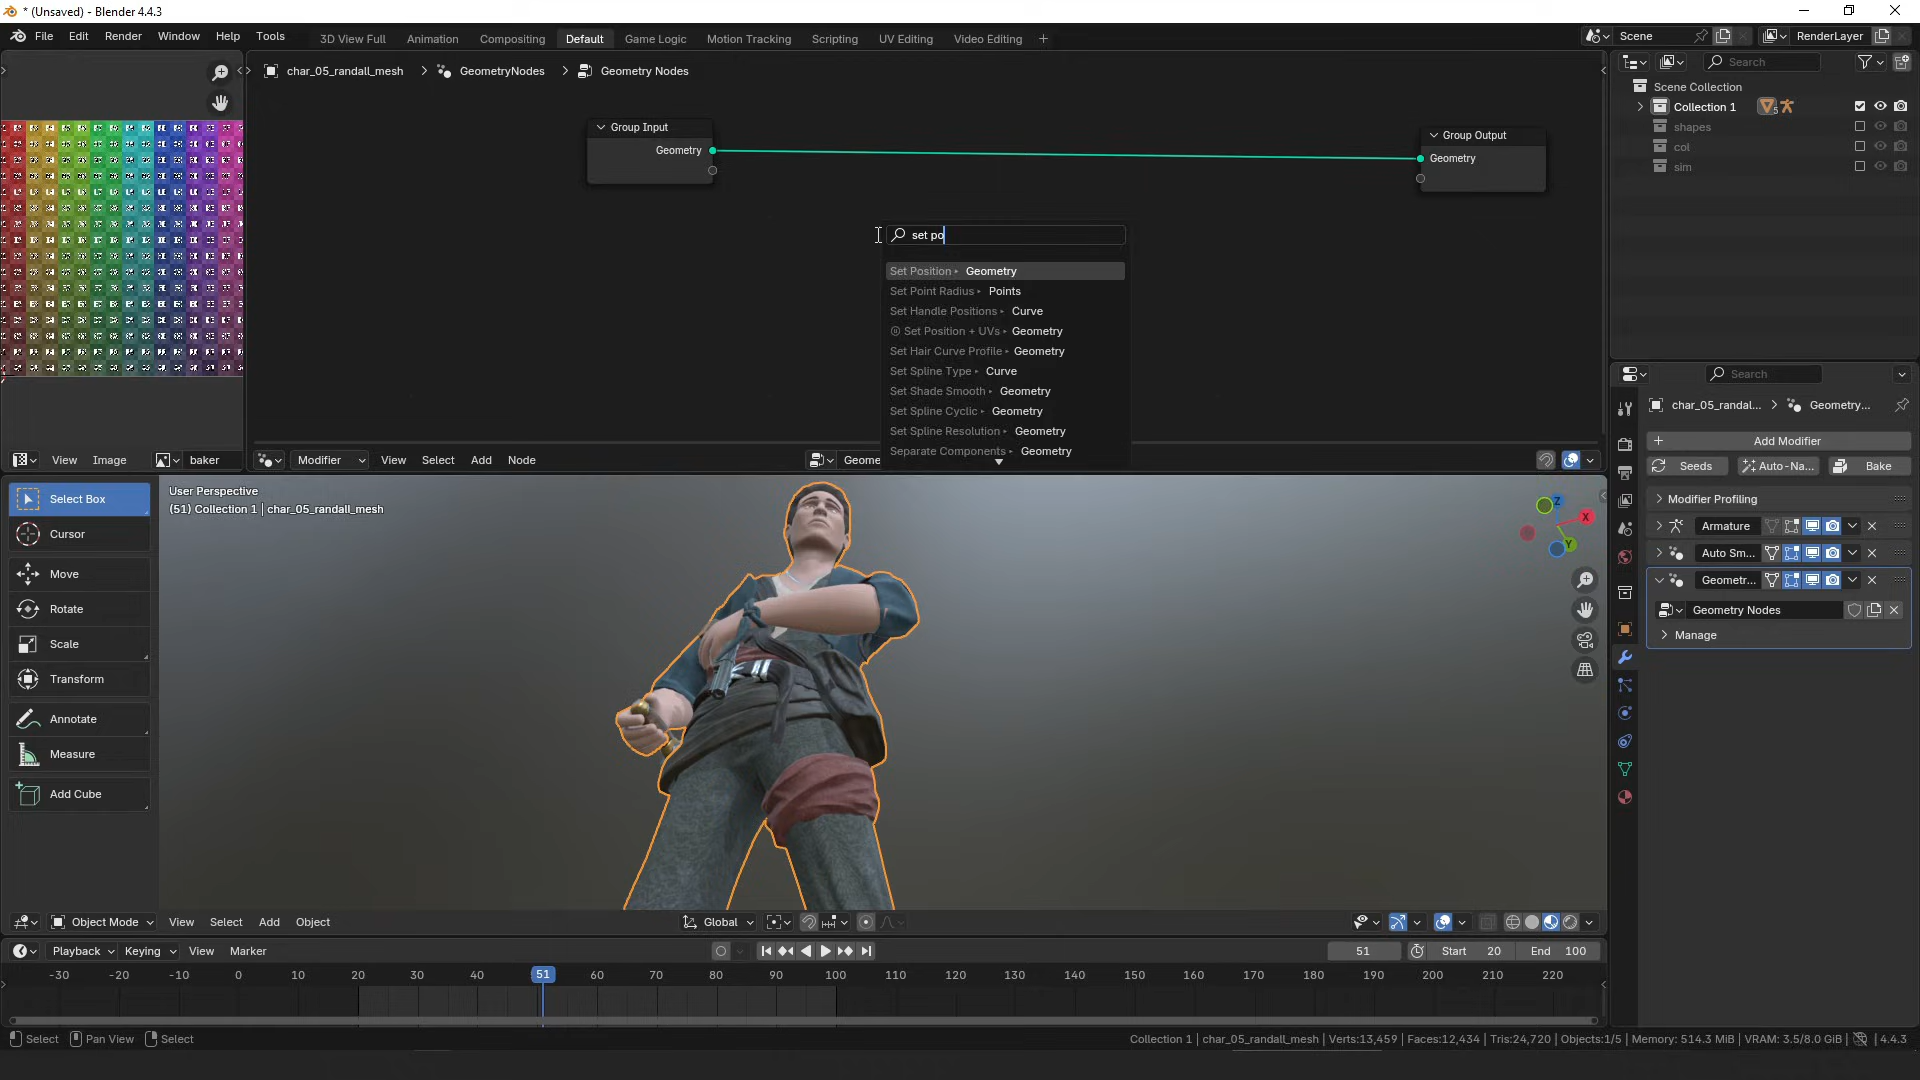 * (Unsaved) - Blender 4.4.3
File Edit Render Window Help Tools
3D View Full Animation Compositing Default Game Logic Motion Tracking Scripting UV Editing Video Editing +
Scene RenderLayer
char_05_randall_mesh > GeometryNodes > Geometry Nodes
Search
Scene Collection
Collection 1 5
shapes
col
sim
Group Input
Geometry
Group Output
Geometry
set po
Set Position Geometry
Set Point Radius Points
Set Handle Positions Curve
Set Position + UVs Geometry
Set Hair Curve Profile Geometry
Set Spline Type Curve
Set Shade Smooth Geometry
Set Spline Cyclic Geometry
Set Spline Resolution Geometry
Separate Components Geometry
View Image baker
Modifier View Select Add Node Geome
Search
char_05_randal... > Geometry...
+ Add Modifier
Seeds Auto-Na... Bake
Modifier Profiling
Armature
Auto Sm...
Geometr...
Geometry Nodes
Manage
Select Box
Cursor
Move
Rotate
Scale
Transform
Annotate
Measure
Add Cube
User Perspective
(51) Collection 1 | char_05_randall_mesh
Z
X
Y
Object Mode View Select Add Object Global
Playback Keying View Marker 51 Start 20 End 100
-30 -20 -10 0 10 20 30 40 51 60 70 80 90 100 110 120 130 140 150 160 170 180 190 200 210 220
Select Pan View Select
Collection 1 | char_05_randall_mesh | Verts:13,459 | Faces:12,434 | Tris:24,720 | Objects:1/5 | Memory: 514.3 MiB | VRAM: 3.5/8.0 GiB | 4.4.3